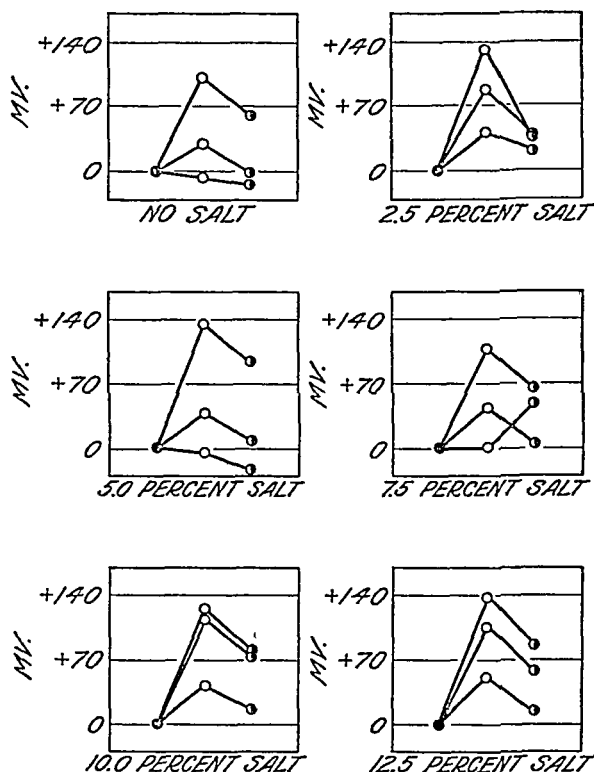 +140
+70
0
MV.
NO SALT
+140
+70
0
MV.
2.5 PERCENT SALT
+140
+70
0
MV.
5.0 PERCENT SALT
+140
+70
0
MV.
7.5 PERCENT SALT
+140
+70
0
MV.
10.0 PERCENT SALT
+140
+70
0
MV.
12.5 PERCENT SALT